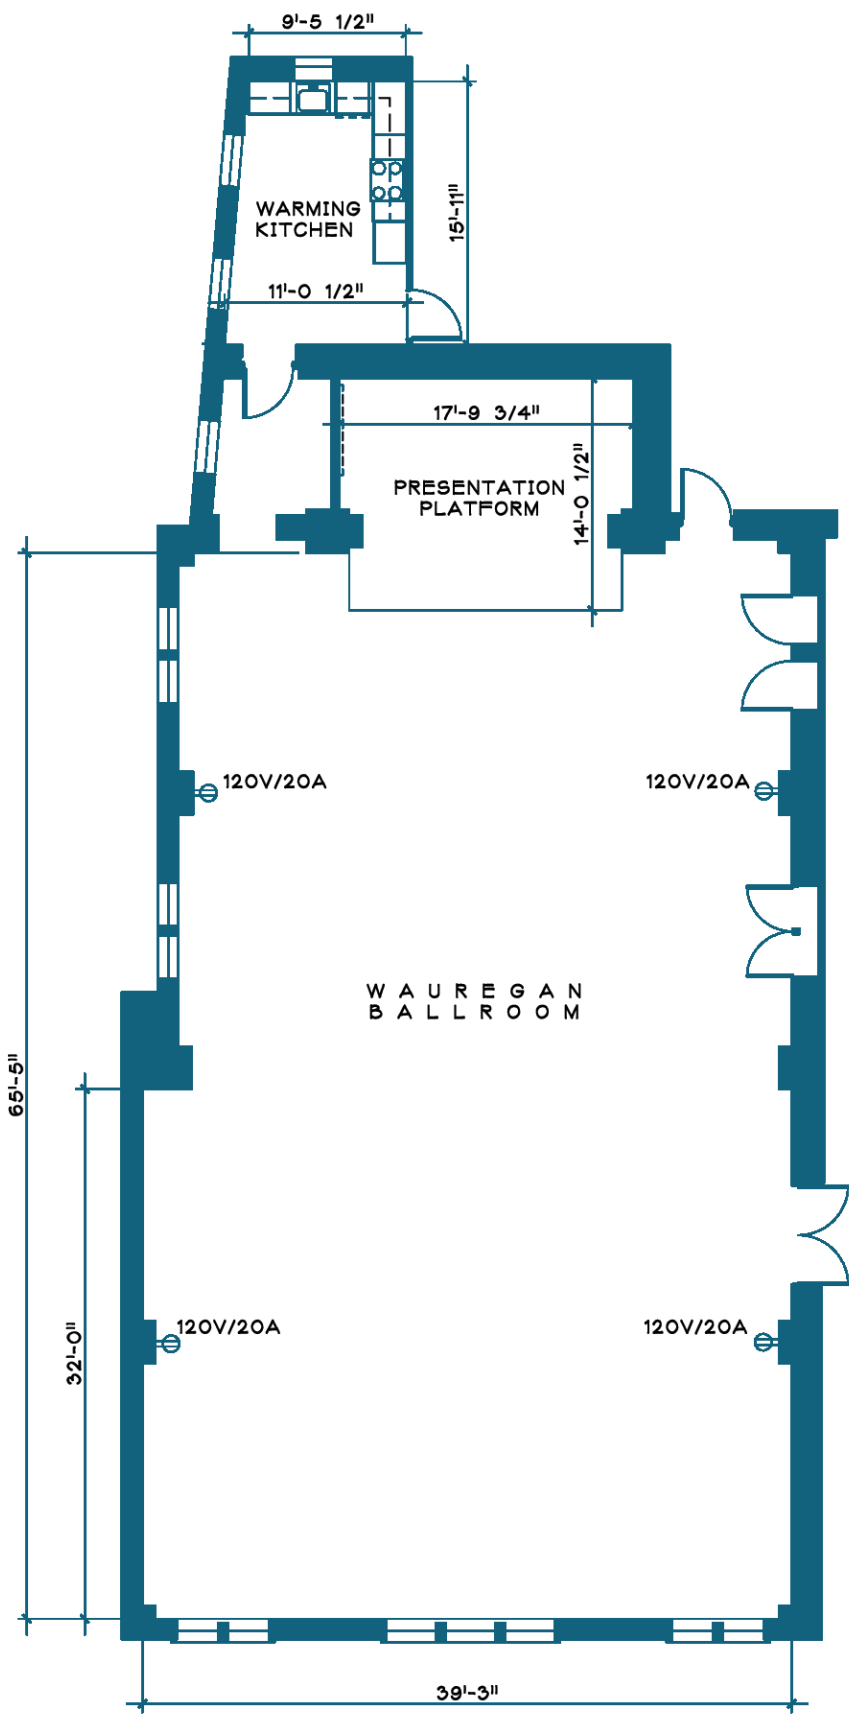 9'-5 1/2"
WARMING
KITCHEN
15'-11"
11'-0 1/2"
17'-9 3/4"
PRESENTATION
PLATFORM
14'-0 1/2"
120V/20A
120V/20A
WAUREGAN
BALLROOM
65'-5"
32'-0"
120V/20A
120V/20A
39'-3"